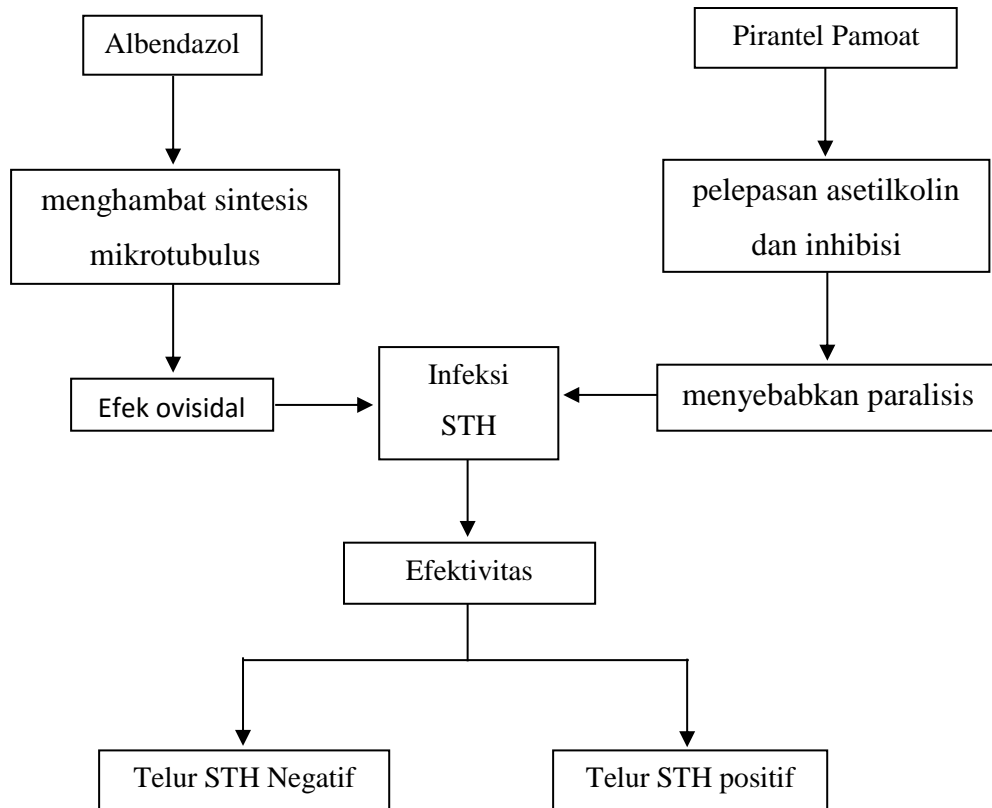 Albendazol
Pirantel Pamoat
menghambat sintesis
mikrotubulus
pelepasan asetilkolin
dan inhibisi
Efek ovisidal
Infeksi
STH
menyebabkan paralisis
Efektivitas
Telur STH Negatif
Telur STH positif